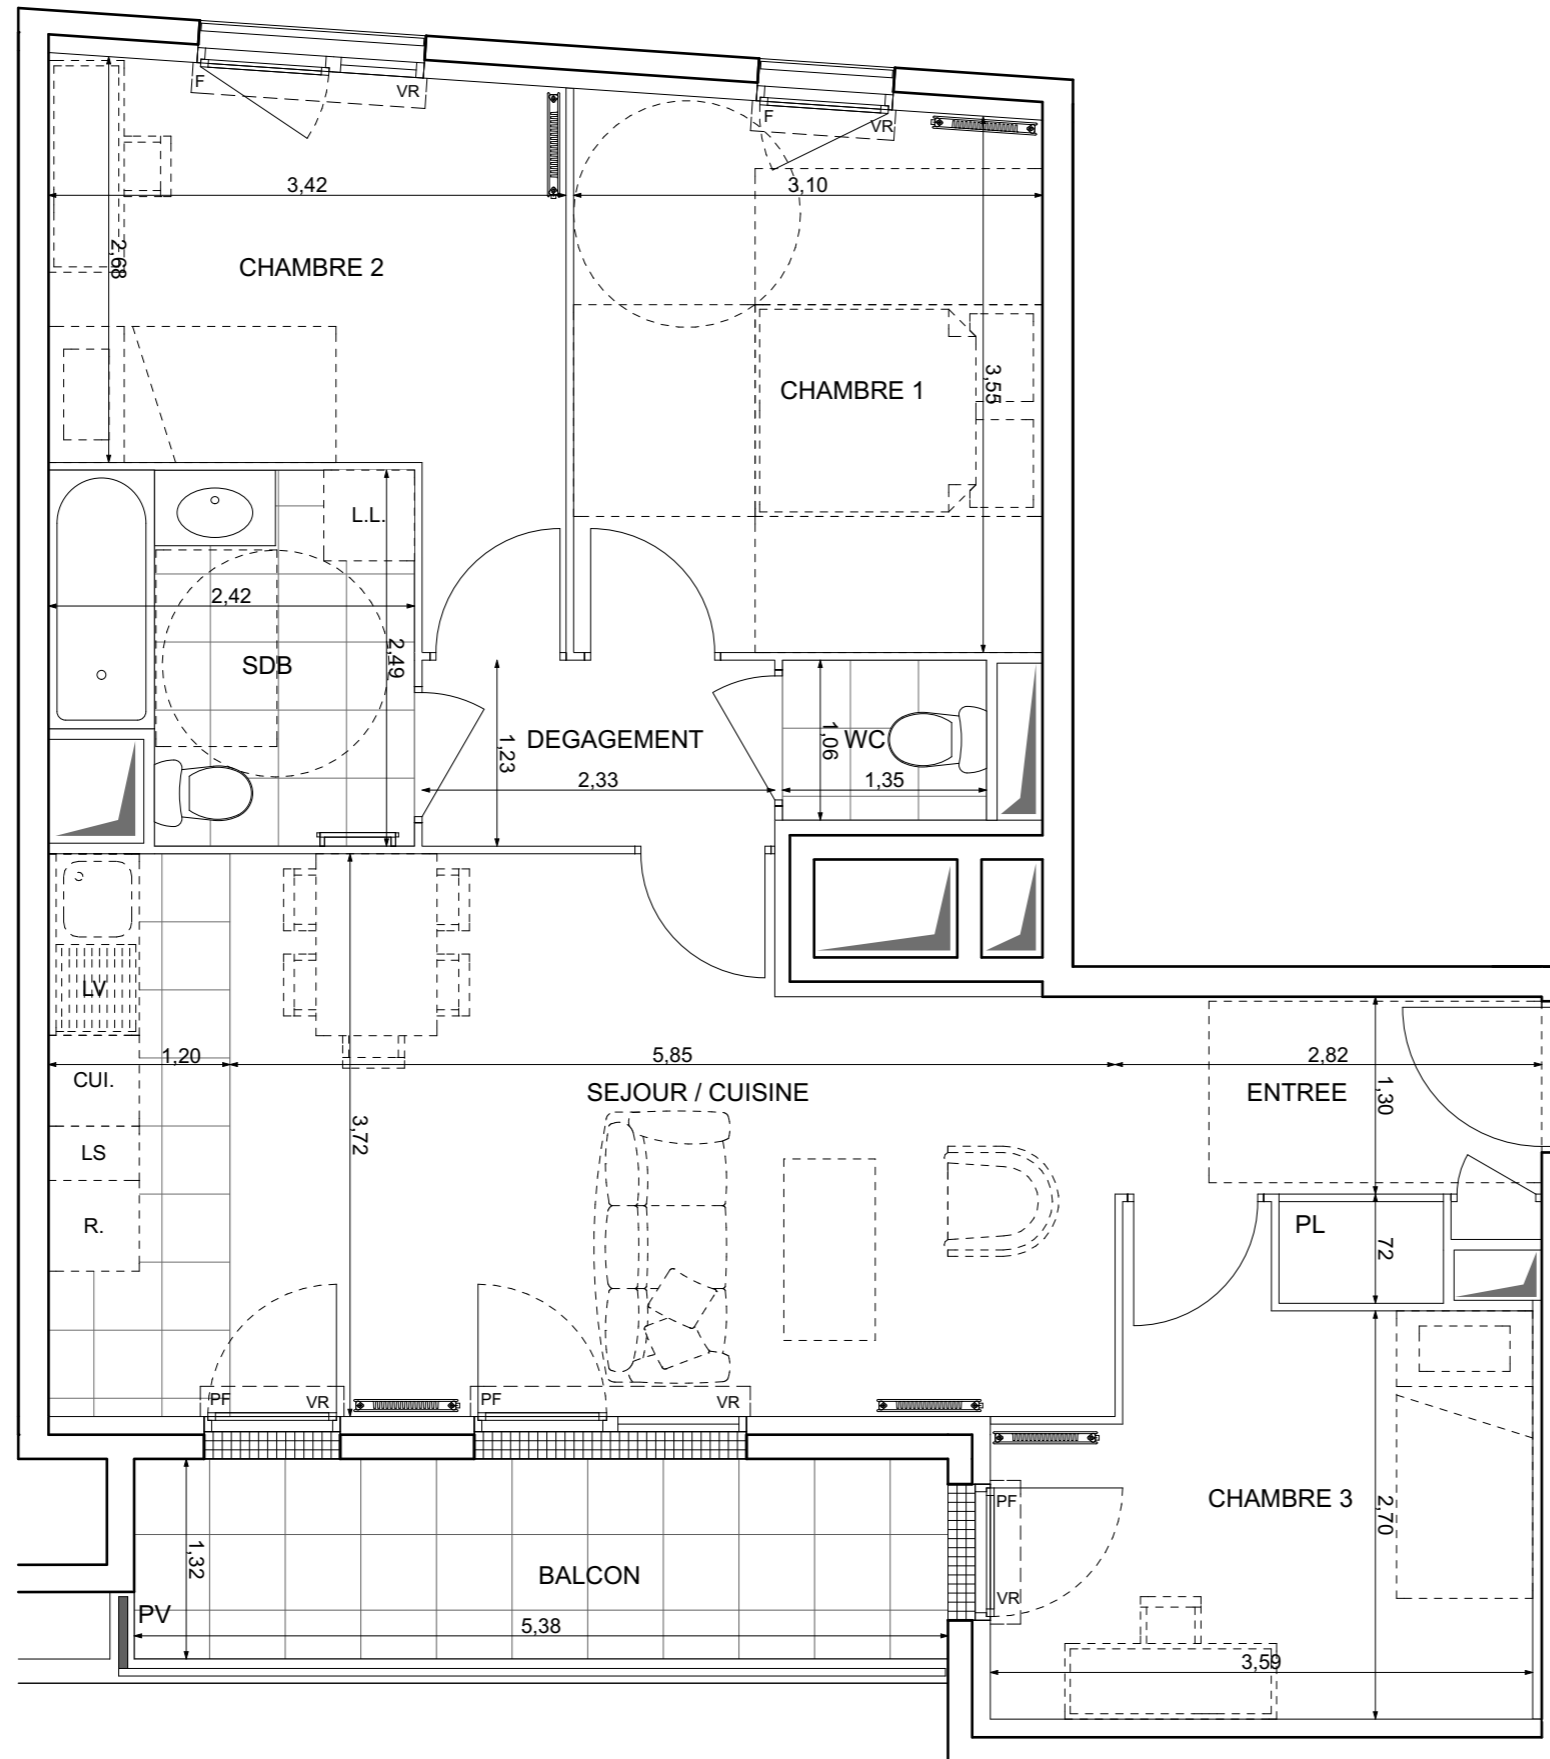 F
VR
F
VR
3,42
3,10
2,68
CHAMBRE 2
CHAMBRE 1
3,55
L.L.
2,42
2,49
SDB
1,23
DEGAGEMENT
2,33
1,06
WC
1,35
LV
1,20
5,85
2,82
CUI.
SEJOUR / CUISINE
ENTREE
1,30
3,72
LS
R.
PL
72
PF
VR
PF
VR
CHAMBRE 3
2,70
PF
VR
1,32
BALCON
PV
5,38
3,59